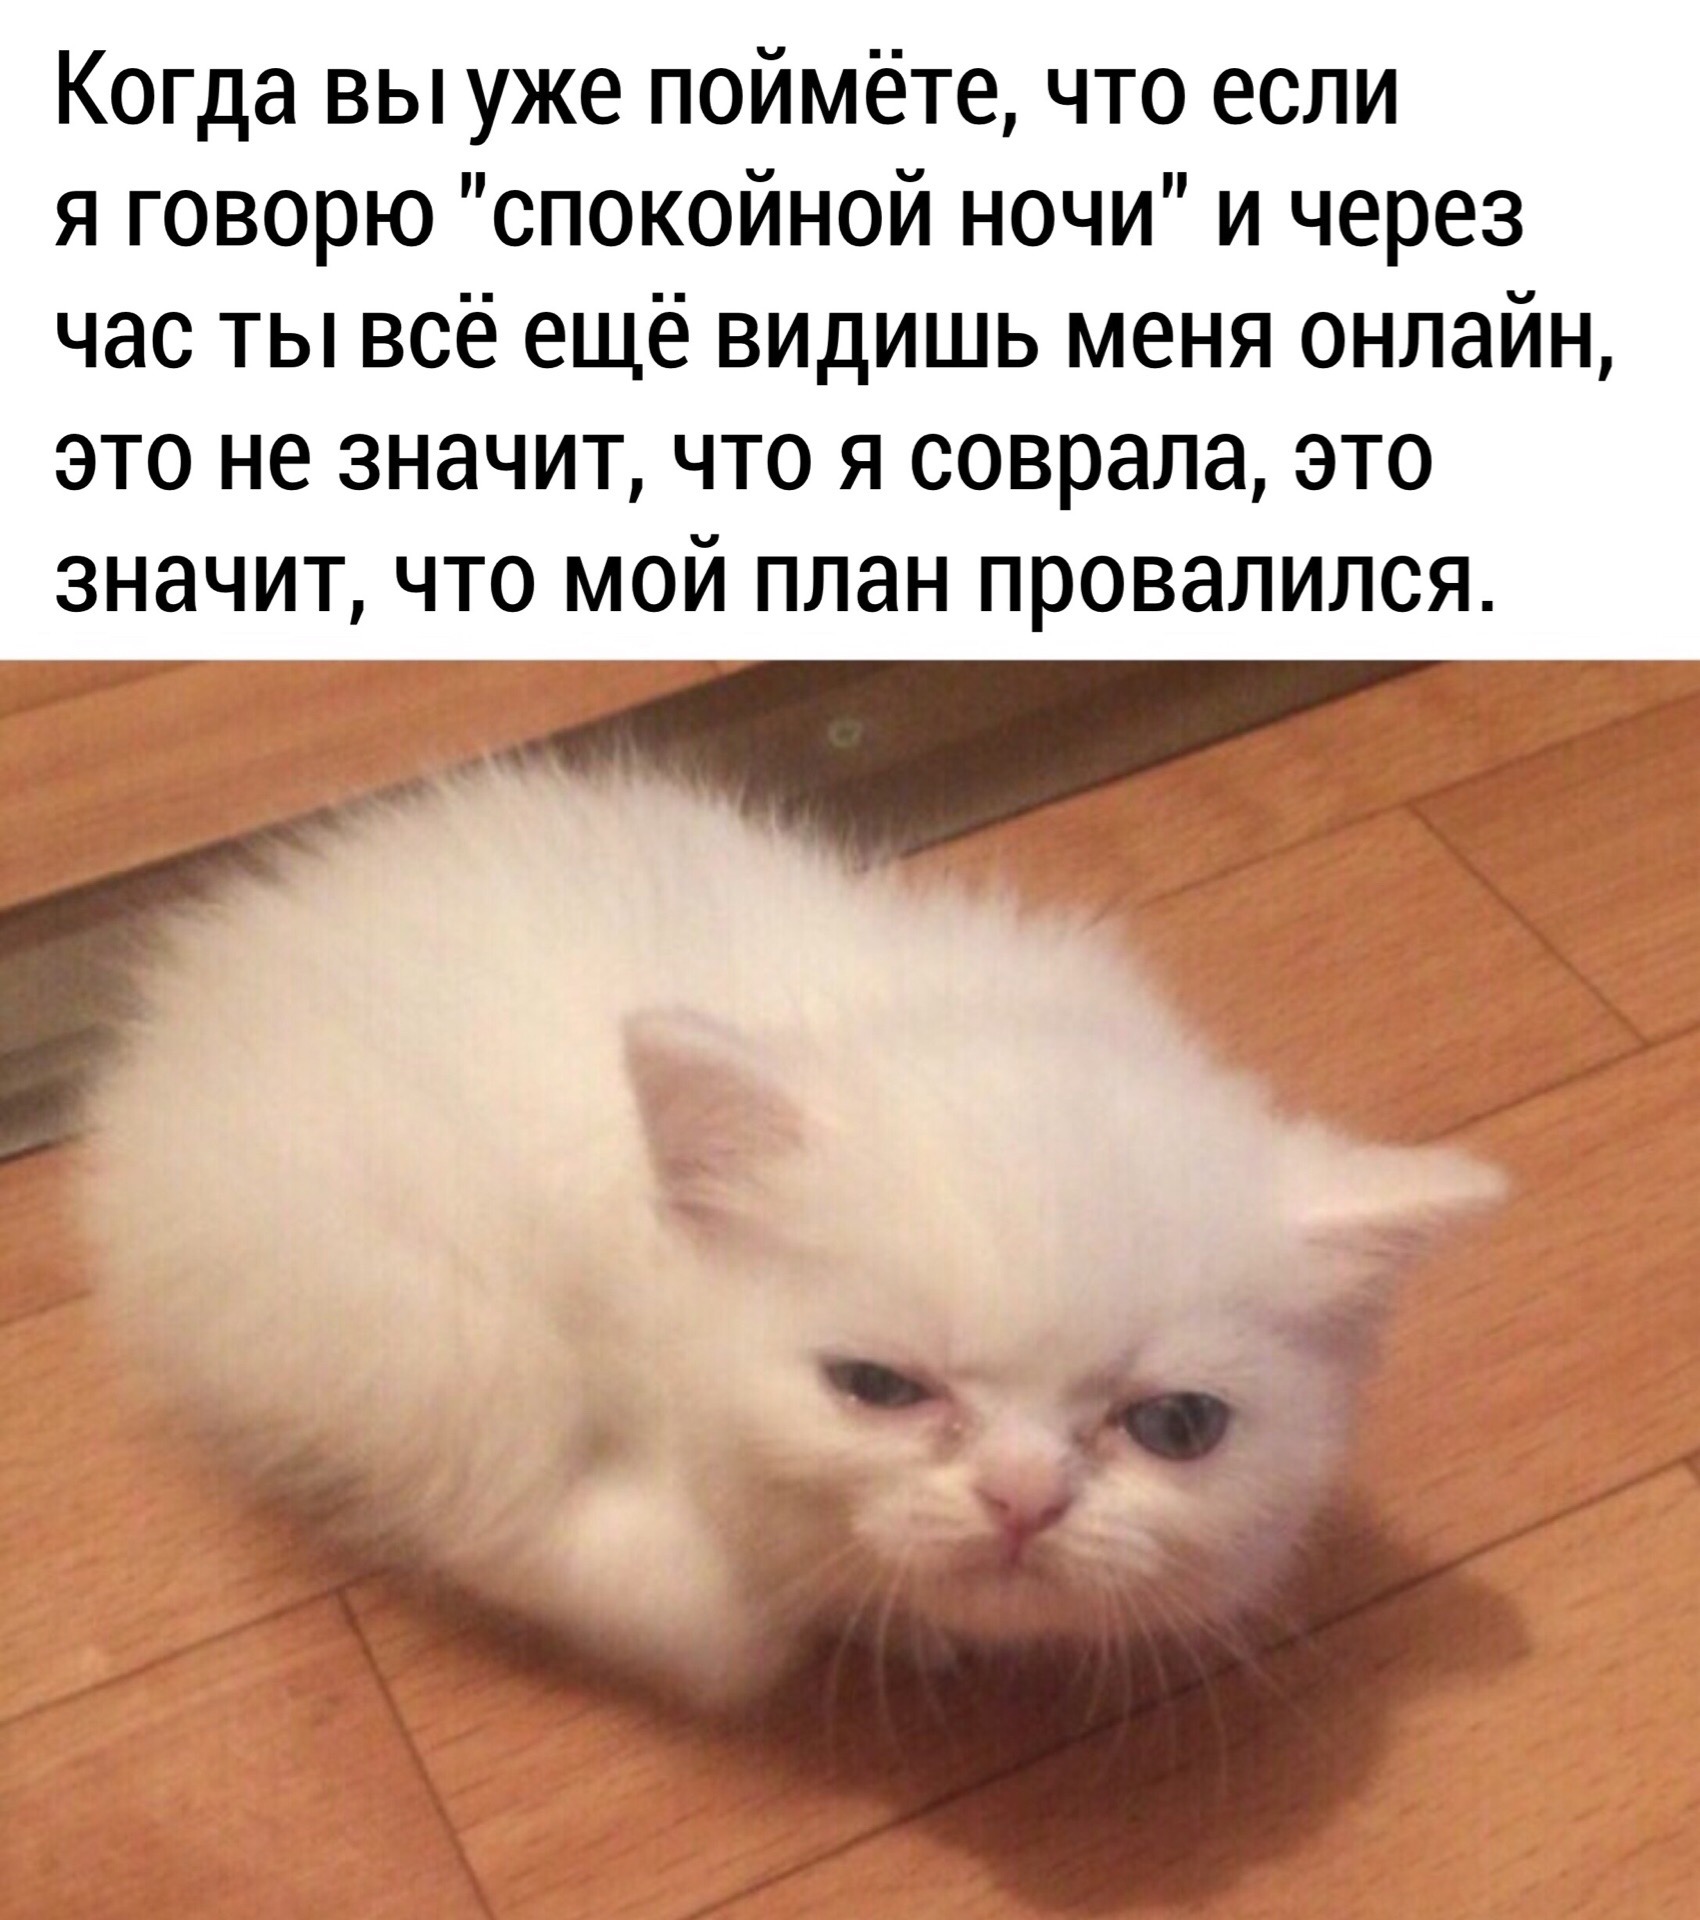 Когда вы уже поймёте, что если
я говорю "спокойной ночи" и через
час ты всё ещё видишь меня онлайн,
это не значит, что я соврала, это
значит, что мой план провалился.